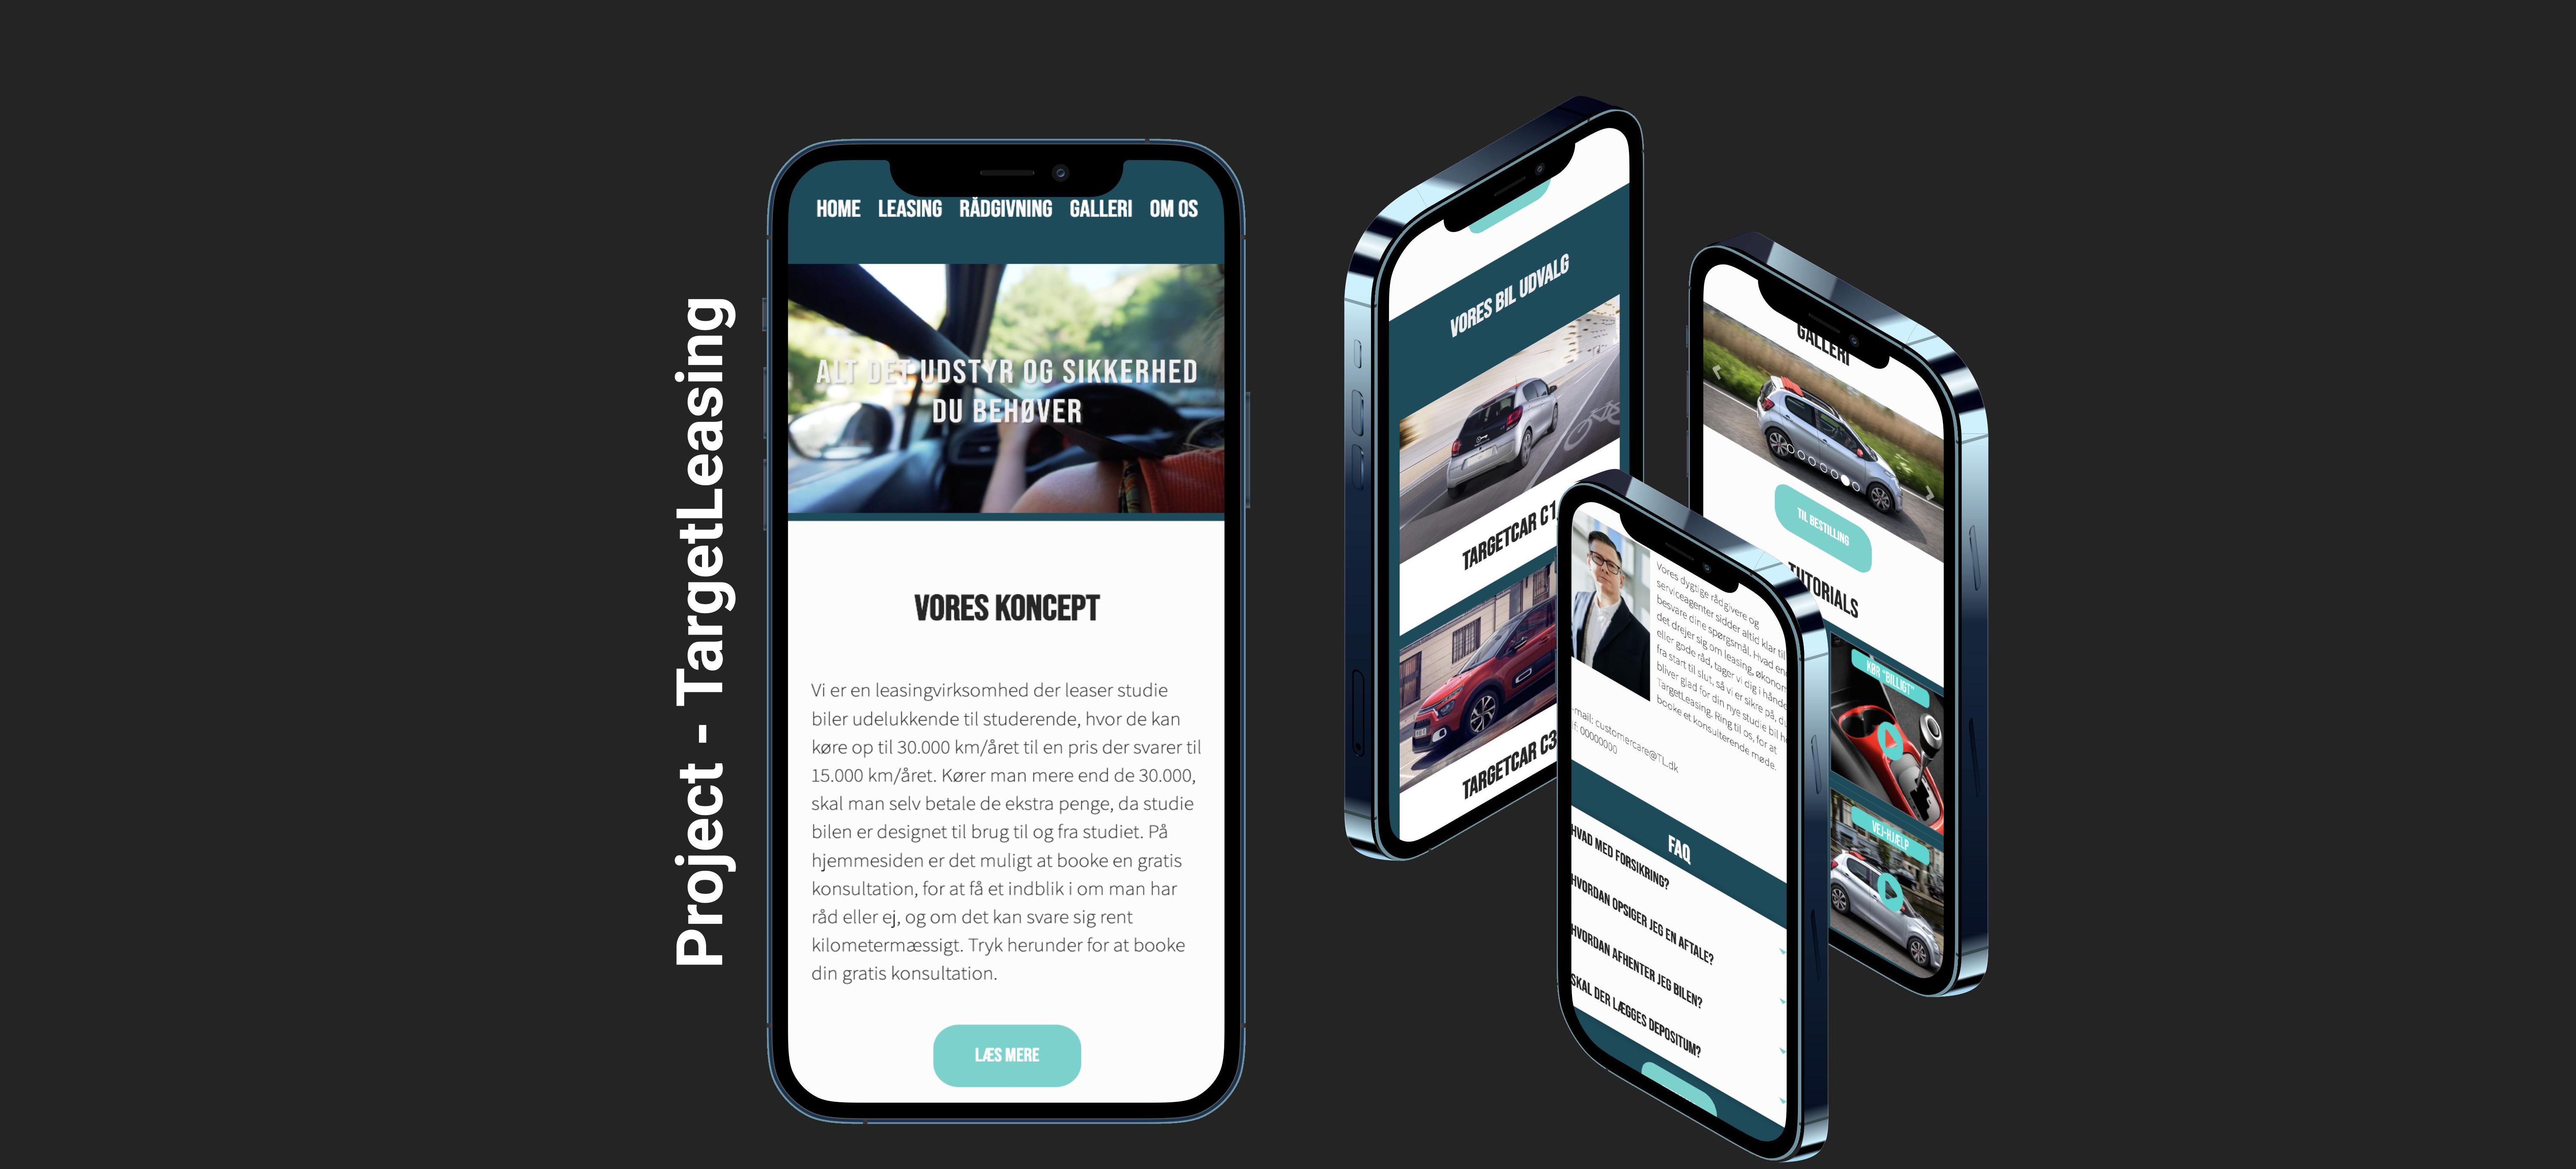 Project - TargetLeasing
HOME LEASING RÅDGIVNING GALLERI OM OS
ALT DET UDSTYR OG SIKKERHED
DU BEHØVER
VORES KONCEPT
Vi er en leasingvirksomhed der leaser studie
biler udelukkende til studerende, hvor de kan
køre op til 30.000 km/året til en pris der svarer til
15.000 km/året. Kører man mere end de 30.000,
skal man selv betale de ekstra penge, da studie
bilen er designet til brug til og fra studiet. På
hjemmesiden er det muligt at booke en gratis
konsultation, for at få et indblik i om man har
råd eller ej, og om det kan svare sig rent
kilometermæssigt. Tryk herunder for at booke
din gratis konsultation.
LÆS MERE
VORES BIL UDVALG
TARGETCAR C1
TARGETCAR C3
GALLERI
TIL BESTILLING
TUTORIALS
KØR "BILLIGT"
VEJ-HJÆLP
Vores dygtige rådgivere og
serviceagenter sidder altid klar til
besvare dine spørgsmål. Hvad en
det drejer sig om leasing, økonom
eller gode råd, tager vi dig i hånde
fra start til slut, så vi er sikre på, d
bliver glad for din nye studie bil h
TargetLeasing. Ring til os, for at
booke et konsulterende møde.
-mail: customercare@TL.dk
f: 00000000
FAQ
HVAD MED FORSIKRING?
HVORDAN OPSIGER JEG EN AFTALE?
HVORDAN AFHENTER JEG BILEN?
SKAL DER LÆGGES DEPOSITUM?